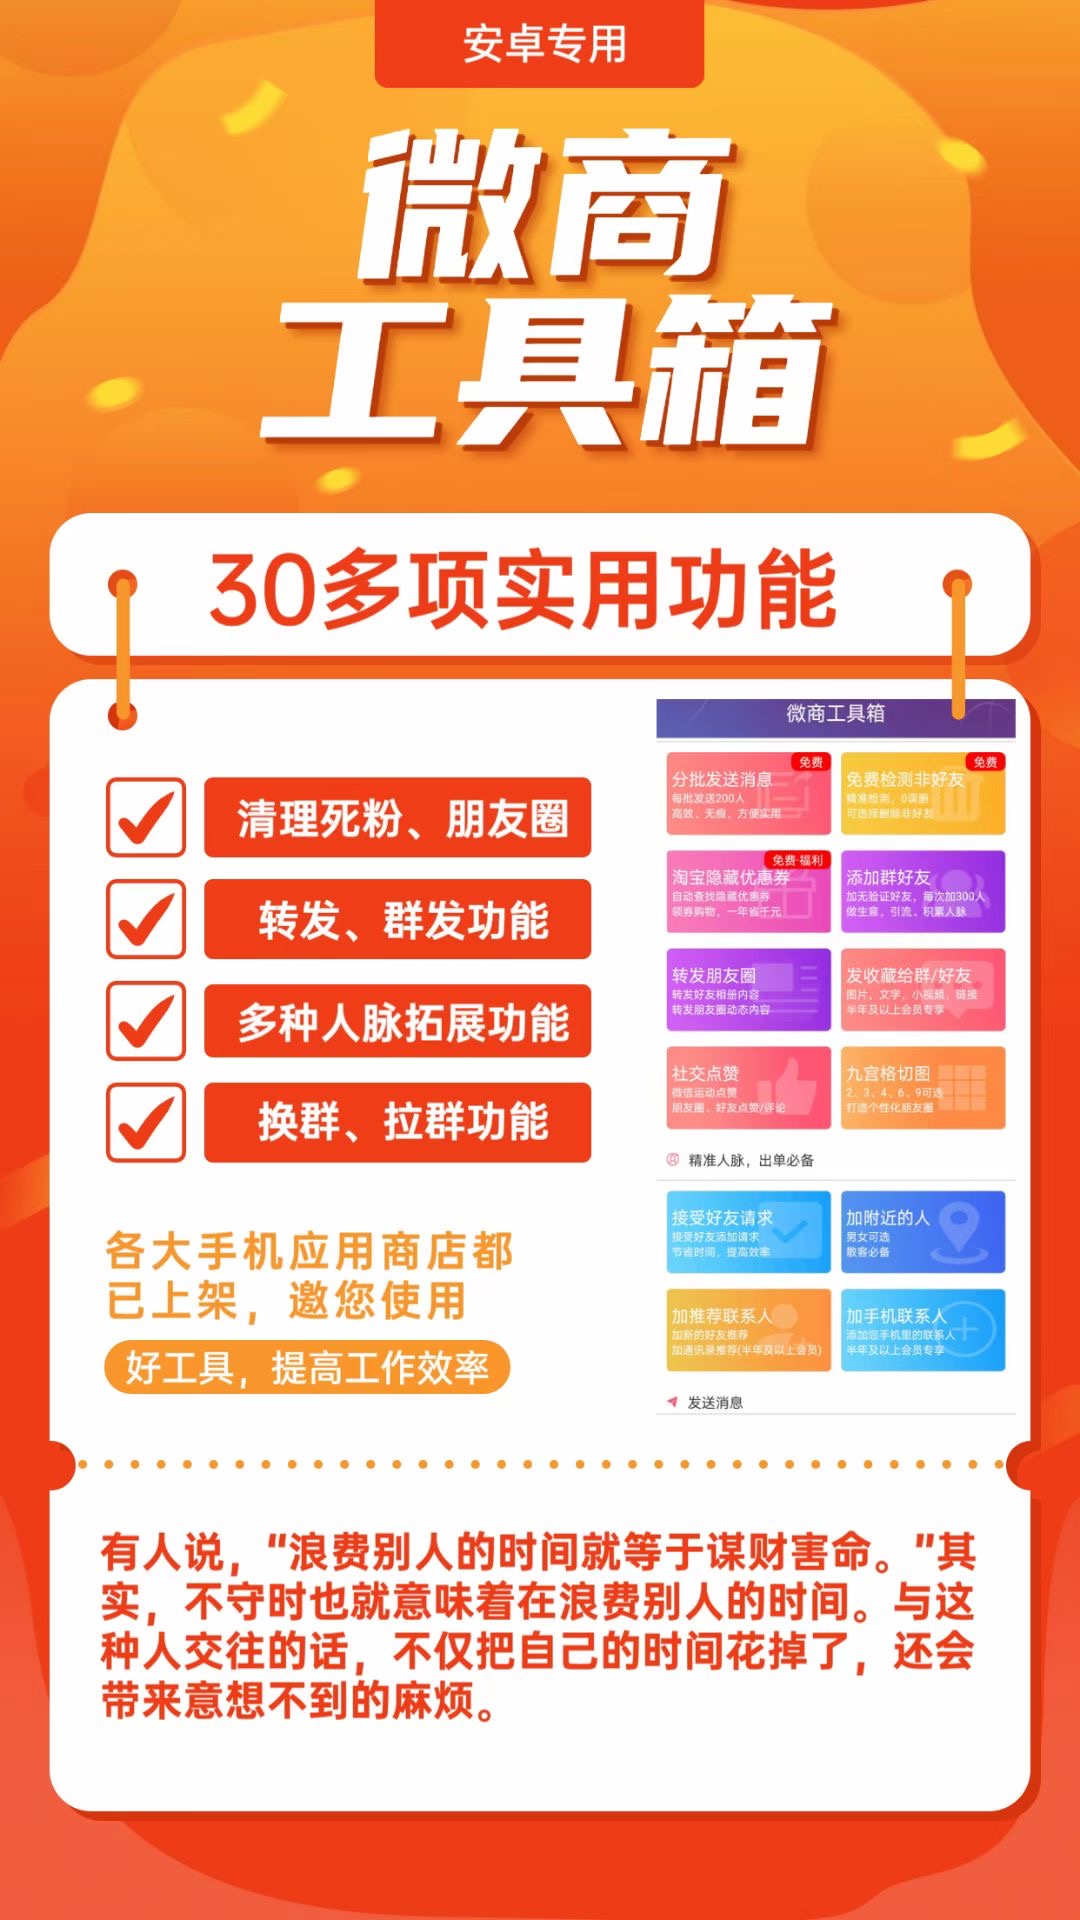 安卓专用
微商
工具箱
30多项实用功能
清理死粉、朋友圈
转发、群发功能
多种人脉拓展功能
换群、拉群功能
各大手机应用商店都
已上架，邀您使用
好工具，提高工作效率
微商工具箱
免费
分批发送消息
每批发送200人
高效、无痕，方便实用
免费
免费检测非好友
精准检测，0误删
可选择删除非好友
免费·福利
淘宝隐藏优惠券
自动查找隐藏优惠券
领券购物，一年省千元
添加群好友
加无验证好友，每次加300人
做生意，引流、积累人脉
转发朋友圈
转发好友相册内容
转发朋友圈动态内容
发收藏给群/好友
图片，文字，小视频，链接
半年及以上会员专享
社交点赞
微信运动点赞
朋友圈、好友点赞/评论
九宫格切图
2、3、4、6、9可选
打造个性化朋友圈
精准人脉，出单必备
接受好友请求
接受好友添加请求
节省时间，提高效率
加附近的人
男女可选
散客必备
加推荐联系人
加新的好友推荐
加通讯录推荐(半年及以上会员)
加手机联系人
添加您手机里的联系人
半年及以上会员专享
发送消息
有人说，“浪费别人的时间就等于谋财害命。”其
实，不守时也就意味着在浪费别人的时间。与这
种人交往的话，不仅把自己的时间花掉了，还会
带来意想不到的麻烦。